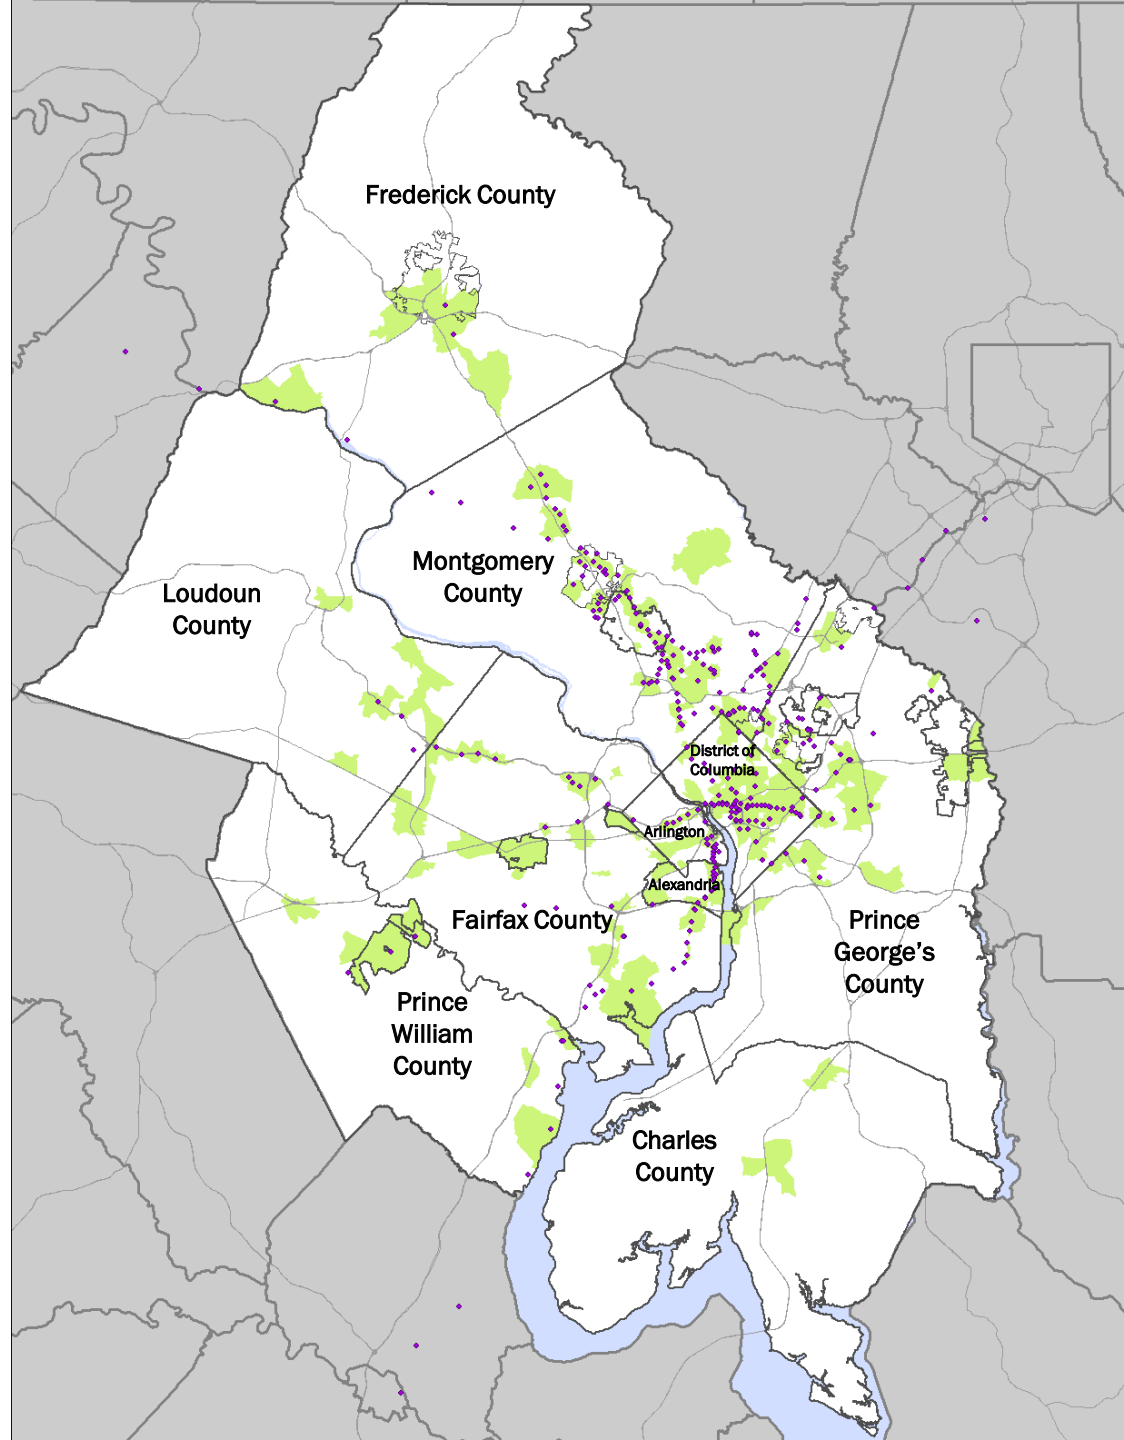 Frederick County
Montgomery
County
Loudoun
County
District of
Columbia
Arlington
Alexandria
Fairfax County
Prince
George's
County
Prince
William
County
Charles
County